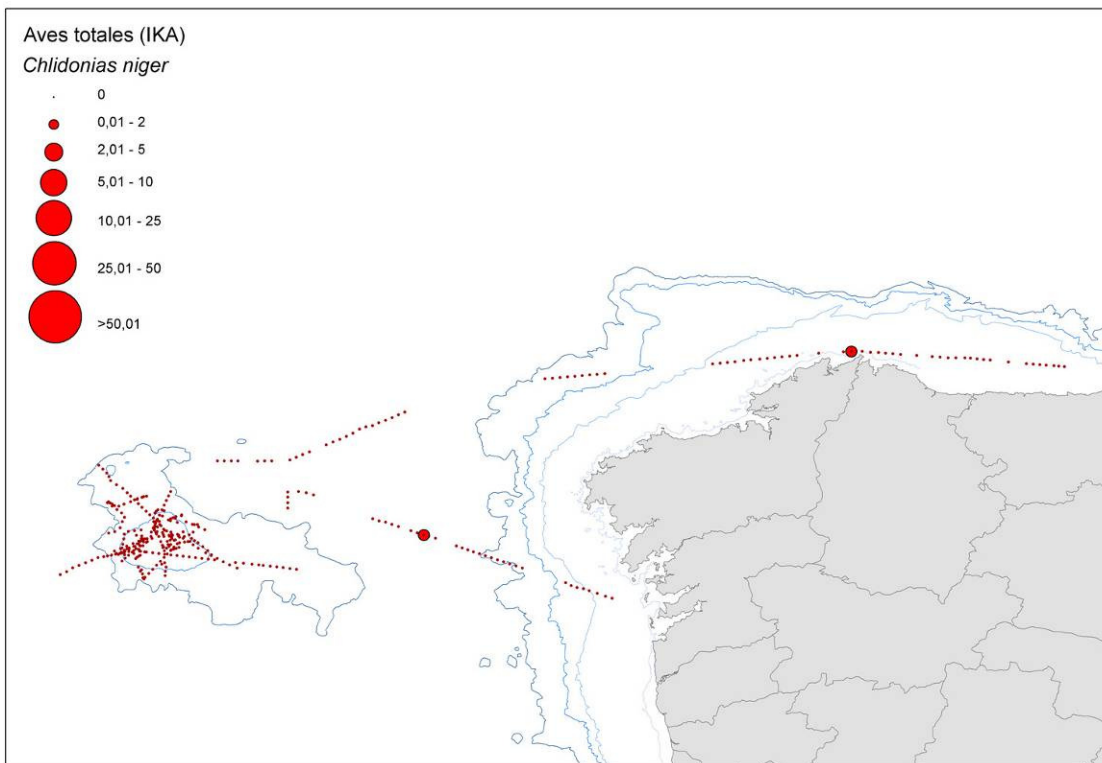 Aves totales (IKA)
Chlidonias niger
0
0,01 - 2
2,01 - 5
5,01 - 10
10,01 - 25
25,01 - 50
>50,01